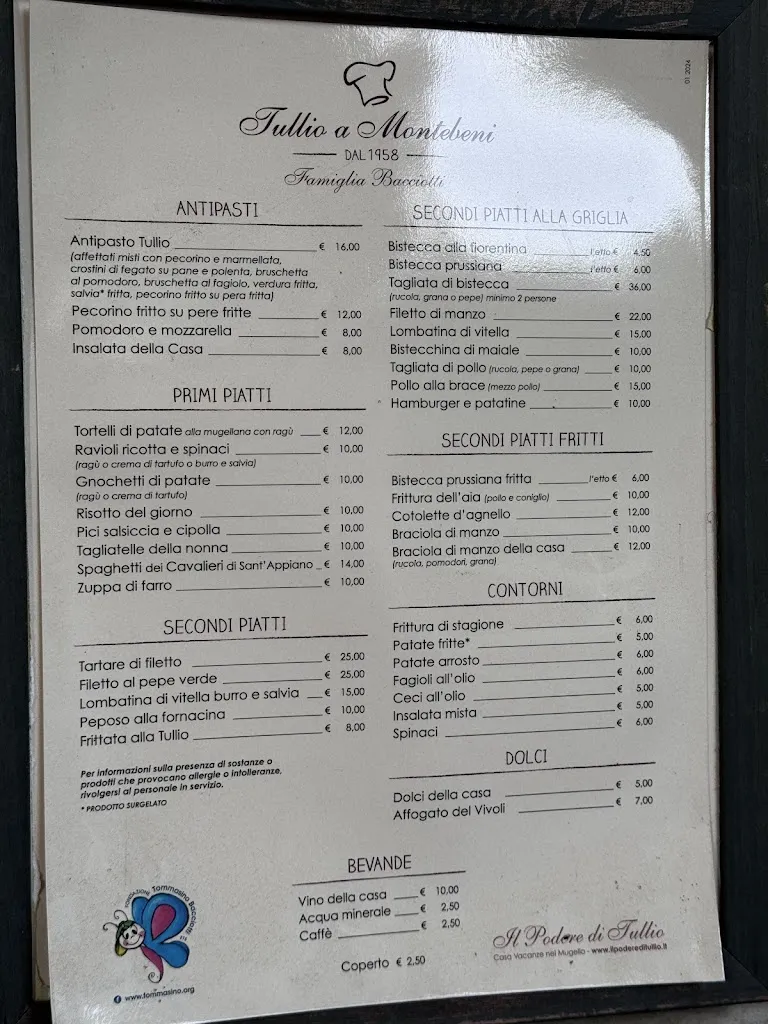 01.2024
Tullio a Montebeni
DAL 1958
Famiglia Bacciotti
ANTIPASTI
Antipasto Tullio € 16,00
(affettati misti con pecorino e marmellata,
crostini di fegato su pane e polenta, bruschetta
al pomodoro, bruschetta al fagiolo, verdura fritta,
salvia* fritta, pecorino fritto su pera fritta)
Pecorino fritto su pere fritte € 12,00
Pomodoro e mozzarella € 8,00
Insalata della Casa € 8,00
PRIMI PIATTI
Tortelli di patate alla mugellana con ragù € 12,00
Ravioli ricotta e spinaci € 10,00
(ragù o crema di tartufo o burro e salvia)
Gnochetti di patate € 10,00
(ragù o crema di tartufo)
Risotto del giorno € 10,00
Pici salsiccia e cipolla € 10,00
Tagliatelle della nonna € 10,00
Spaghetti dei Cavalieri di Sant'Appiano € 14,00
Zuppa di farro € 10,00
SECONDI PIATTI
Tartare di filetto € 25,00
Filetto al pepe verde € 25,00
Lombatina di vitella burro e salvia € 15,00
Peposo alla fornacina € 10,00
Frittata alla Tullio € 8,00
Per informazioni sulla presenza di sostanze o
prodotti che provocano allergie o intolleranze,
rivolgersi al personale in servizio.
* PRODOTTO SURGELATO
SECONDI PIATTI ALLA GRIGLIA
Bistecca alla fiorentina l'etto € 4,50
Bistecca prussiana l'etto € 6,00
Tagliata di bistecca € 36,00
(rucola, grana o pepe) minimo 2 persone
Filetto di manzo € 22,00
Lombatina di vitella € 15,00
Bistecchina di maiale € 10,00
Tagliata di pollo (rucola, pepe o grana) € 10,00
Pollo alla brace (mezzo pollo) € 15,00
Hamburger e patatine € 10,00
SECONDI PIATTI FRITTI
Bistecca prussiana fritta l'etto € 6,00
Frittura dell'aia (pollo e coniglio) € 10,00
Cotolette d'agnello € 12,00
Braciola di manzo € 10,00
Braciola di manzo della casa € 12,00
(rucola, pomodori, grana)
CONTORNI
Frittura di stagione € 6,00
Patate fritte* € 5,00
Patate arrosto € 6,00
Fagioli all'olio € 6,00
Ceci all'olio € 5,00
Insalata mista € 5,00
Spinaci € 6,00
DOLCI
Dolci della casa € 5,00
Affogato del Vivoli € 7,00
BEVANDE
Vino della casa € 10,00
Acqua minerale € 2,50
Caffè € 2,50
Coperto € 2,50
FONDAZIONE Tommasino Bacciotti
www.tommasino.org
Il Podere di Tullio
Casa Vacanze nel Mugello - www.ilpodereditullio.it